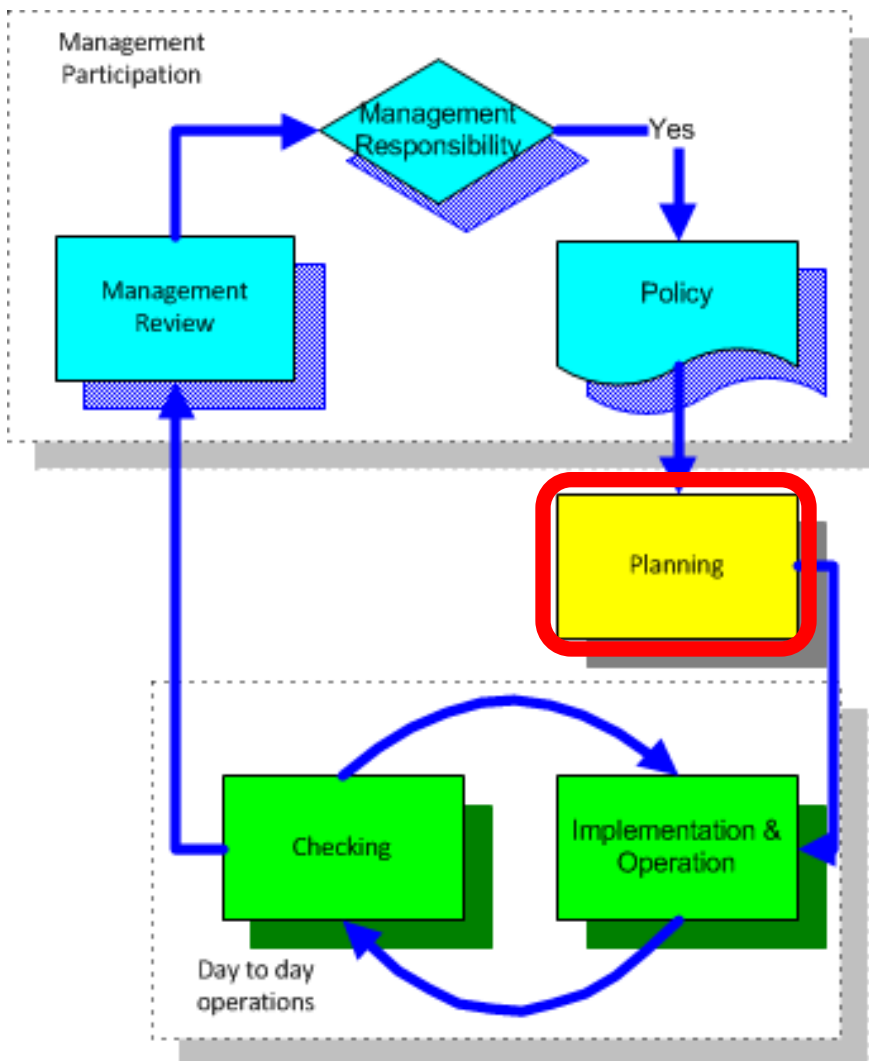 Management
Participation
Management
Responsibility
Yes
Management
Review
Policy
Planning
Checking
Implementation &
Operation
Day to day
operations